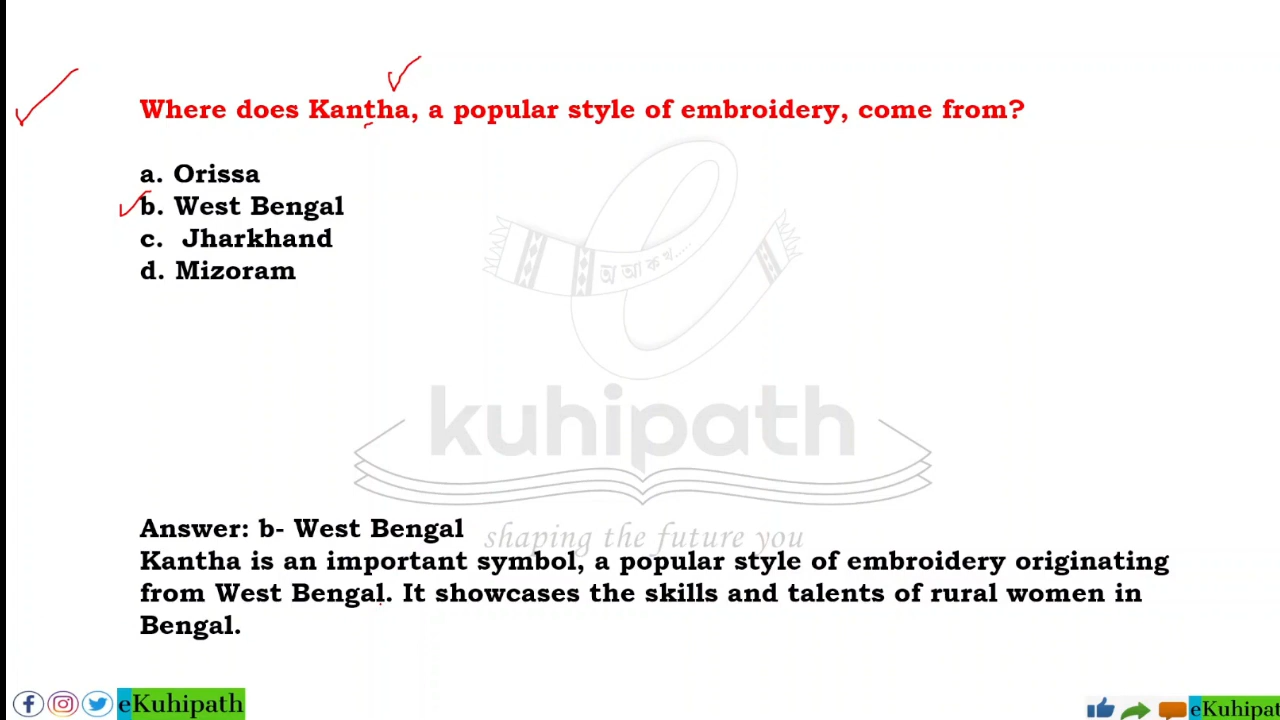 Where does Kantha, a popular style of embroidery, come from?
a. Orissa
b. West Bengal
c. Jharkhand
d. Mizoram
অ আ ক খ.....
kuhipath
shaping the future you
Answer: b- West Bengal
Kantha is an important symbol, a popular style of embroidery originating
from West Bengal. It showcases the skills and talents of rural women in
Bengal.
eKuhipath
eKuhipat